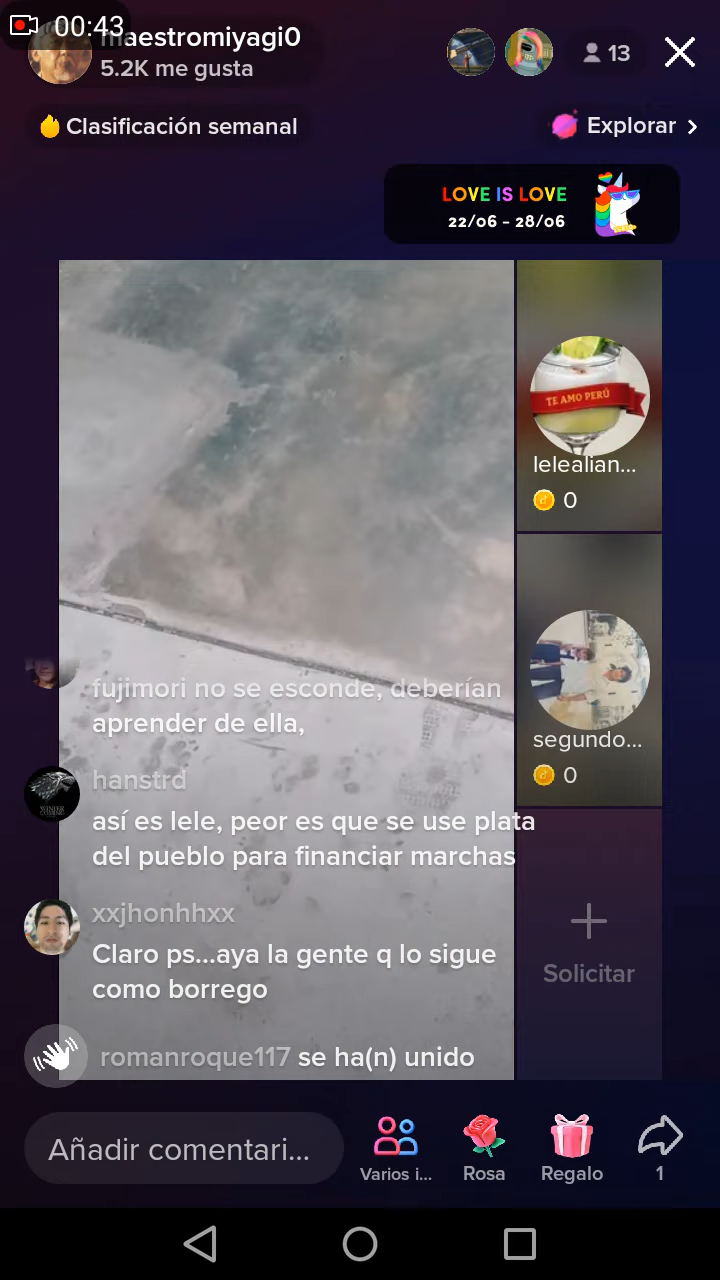 00:43
maestromiyagi0
5.2K me gusta
13
Clasificación semanal
Explorar
LOVE IS LOVE
22/06 - 28/06
TE AMO PERÚ
lelealian...
0
segundo...
0
fujimori no se esconde, deberían
aprender de ella,
hanstrd
así es lele, peor es que se use plata
del pueblo para financiar marchas
xxjhonhhxx
Claro ps...aya la gente q lo sigue
como borrego
Solicitar
romanroque117 se ha(n) unido
Añadir comentari...
Varios i...
Rosa
Regalo
1